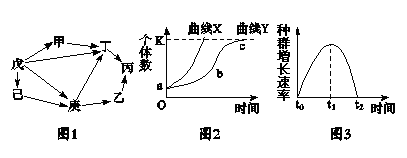 甲
丁
戊
丙
己
庚
乙
图1
个体数
K
曲线X
曲线Y
c
b
a
O
时间
图2
种群增长速率
t0
t1
t2
时间
图3